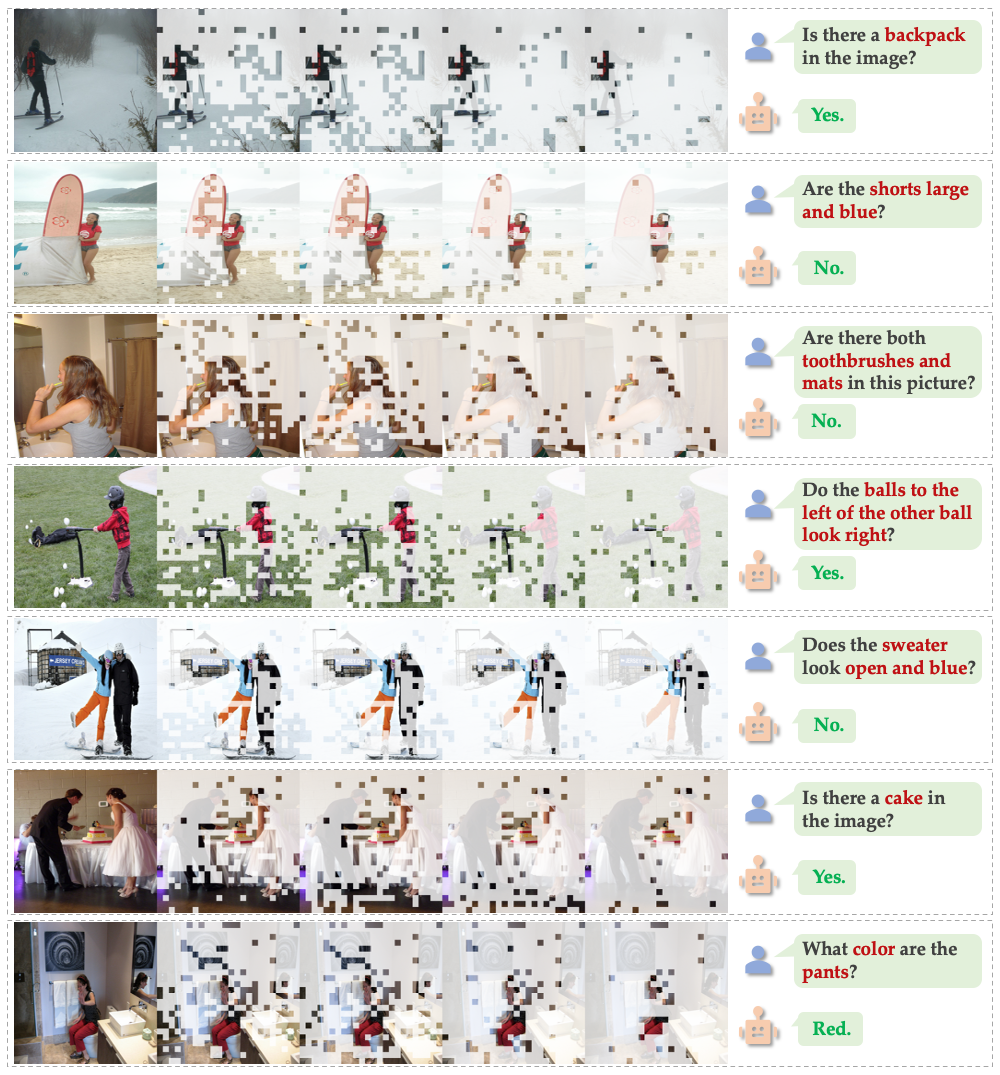 Is there a backpack
in the image?
Yes.
Are the shorts large
and blue?
No.
Are there both
toothbrushes and
mats in this picture?
No.
Do the balls to the
left of the other ball
look right?
Yes.
JERSEY CREAM
Does the sweater
look open and blue?
No.
Is there a cake in
the image?
Yes.
What color are the
pants?
Red.